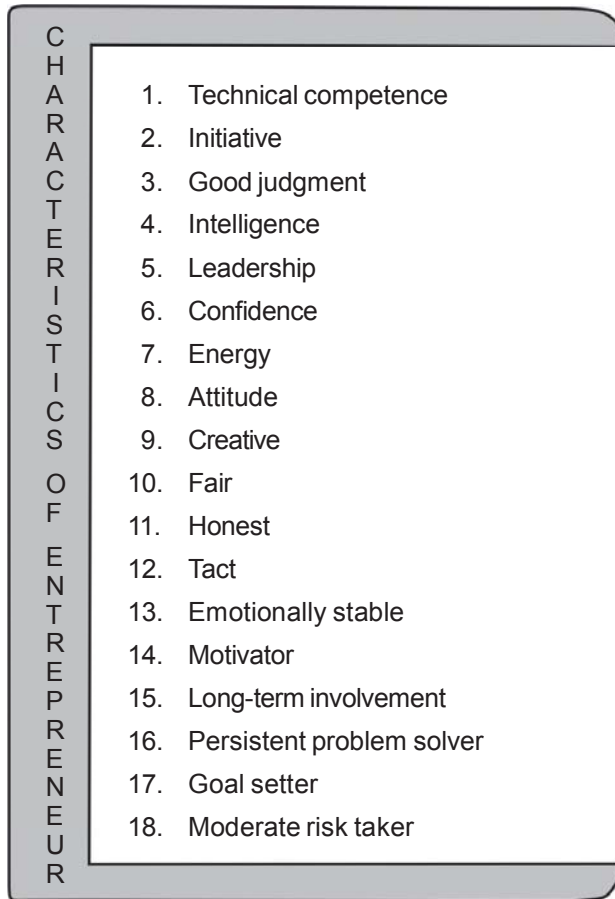 CHARACTERISTICS OF ENTREPRENEUR
1. Technical competence
2. Initiative
3. Good judgment
4. Intelligence
5. Leadership
6. Confidence
7. Energy
8. Attitude
9. Creative
10. Fair
11. Honest
12. Tact
13. Emotionally stable
14. Motivator
15. Long-term involvement
16. Persistent problem solver
17. Goal setter
18. Moderate risk taker